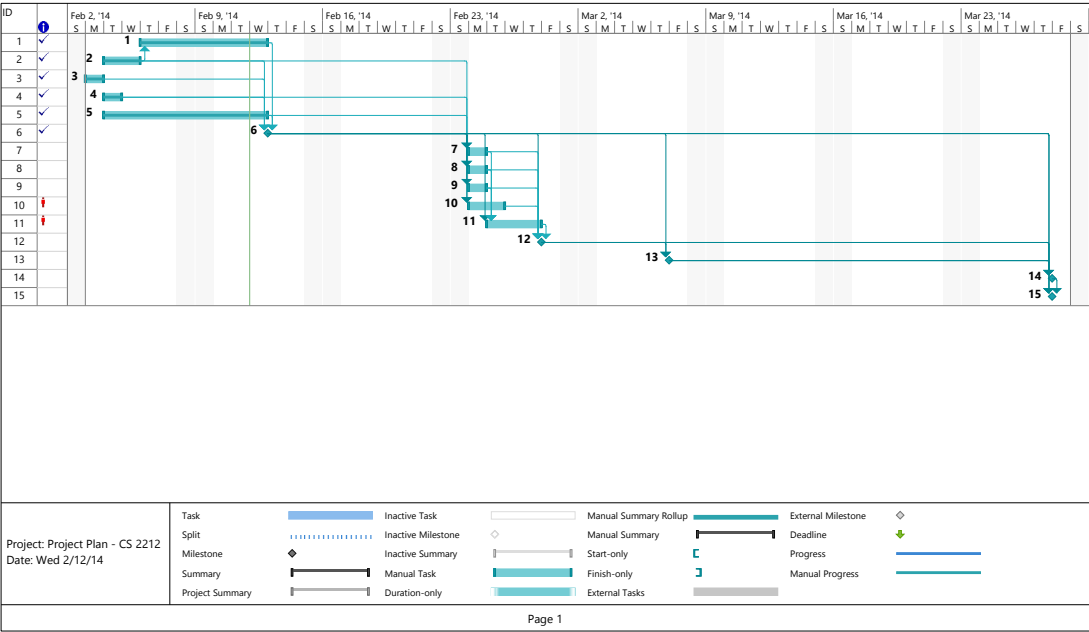 ID
Feb 2, '14 Feb 9, '14 Feb 16, '14 Feb 23, '14 Mar 2, '14 Mar 9, '14 Mar 16, '14 Mar 23, '14
S M T W T F S S M T W T F S S M T W T F S S M T W T F S S M T W T F S S M T W T F S S M T W T F S S M T W T F S
1 1
2 2
3 3
4 4
5 5
6 6
7 7
8 8
9 9
10 10
11 11
12 12
13 13
14 14
15 15
Project: Project Plan - CS 2212
Date: Wed 2/12/14
Task
Split
Milestone
Summary
Project Summary
Inactive Task
Inactive Milestone
Inactive Summary
Manual Task
Duration-only
Manual Summary Rollup
Manual Summary
Start-only
Finish-only
External Tasks
External Milestone
Deadline
Progress
Manual Progress
Page 1